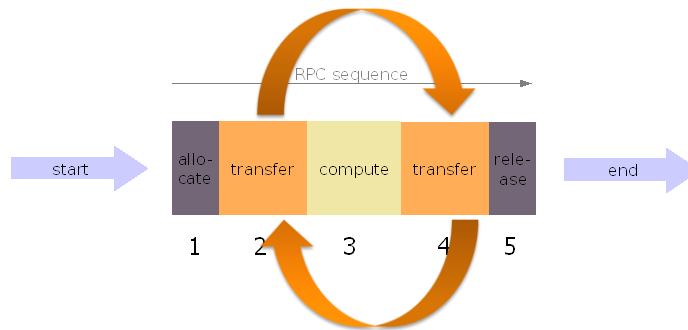 RPC sequence
start
allo-
cate
transfer
compute
transfer
rele-
ase
end
1 2 3 4 5